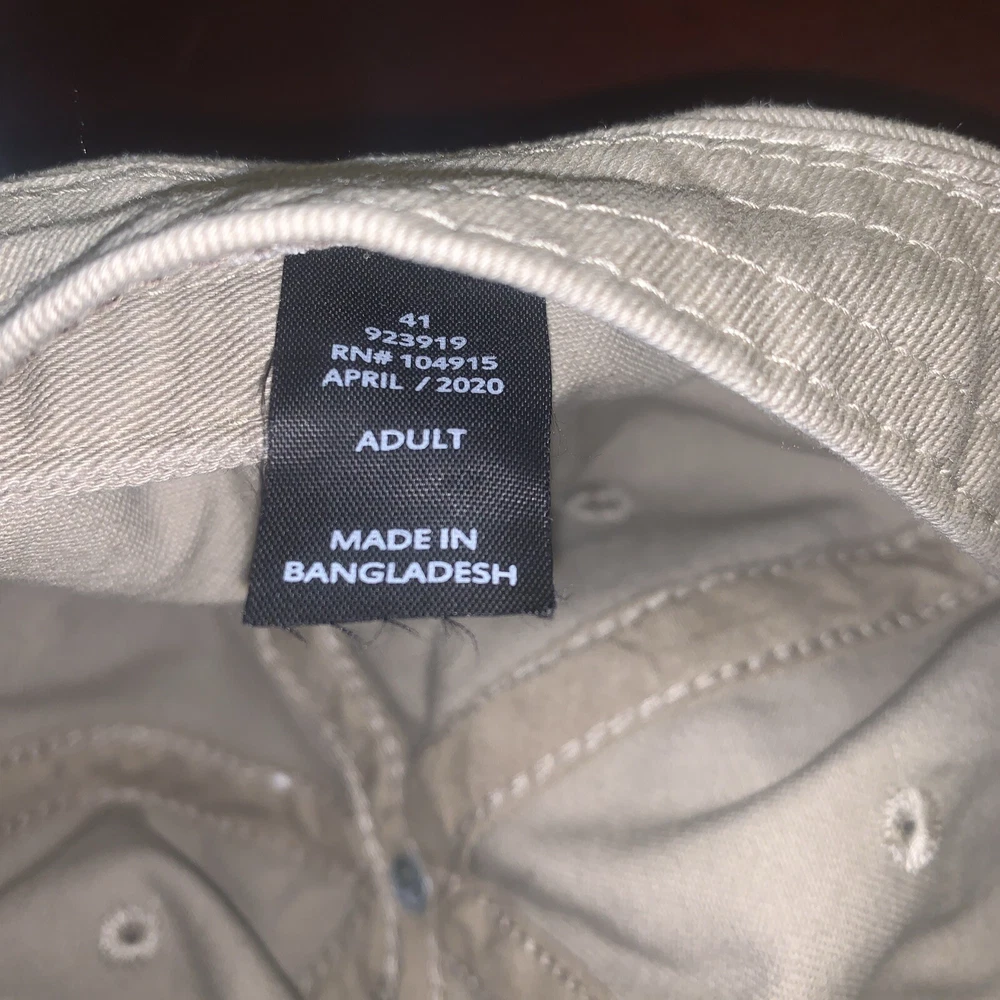 41
923919
RN# 104915
APRIL / 2020
ADULT
MADE IN
BANGLADESH